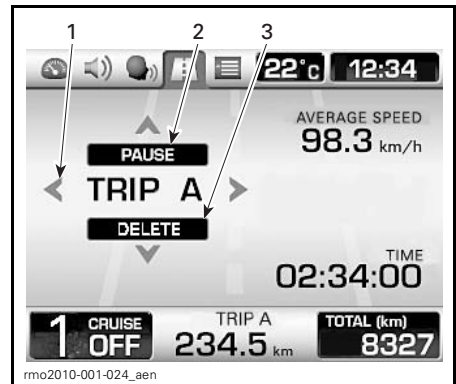 1 2 3
22°c 12:34
AVERAGE SPEED
98.3 km/h
PAUSE
TRIP A
DELETE
TIME
02:34:00
1 CRUISE OFF
TRIP A
234.5 km
TOTAL (km)
8327
rmo2010-001-024_aen